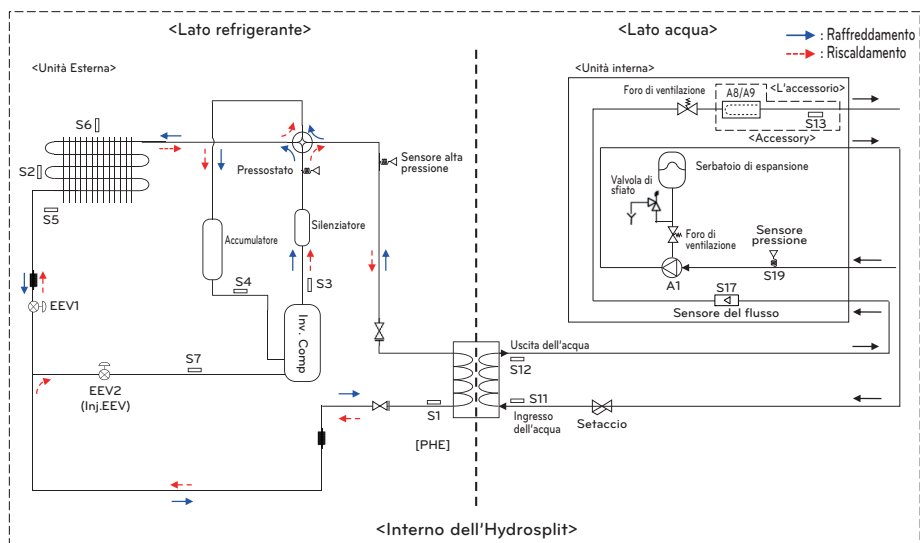 <Lato refrigerante>
<Lato acqua>
: Raffreddamento
: Riscaldamento
<Unità Esterna>
<Unità interna>
Foro di ventilazione
A8/A9
<L'accessorio>
S13
<Accessory>
S6
S2
S5
Pressostato
Sensore alta
pressione
Serbatoio di espansione
Valvola di
sfiato
Foro di
ventilazione
Sensore
pressione
S19
A1
S17
Sensore del flusso
Accumulatore
Silenziatore
S4
S3
EEV1
Inv. Comp
S7
EEV2
(Inj.EEV)
Uscita dell'acqua
S12
S1
S11
Ingresso
dell'acqua
Setaccio
[PHE]
<Interno dell'Hydrosplit>